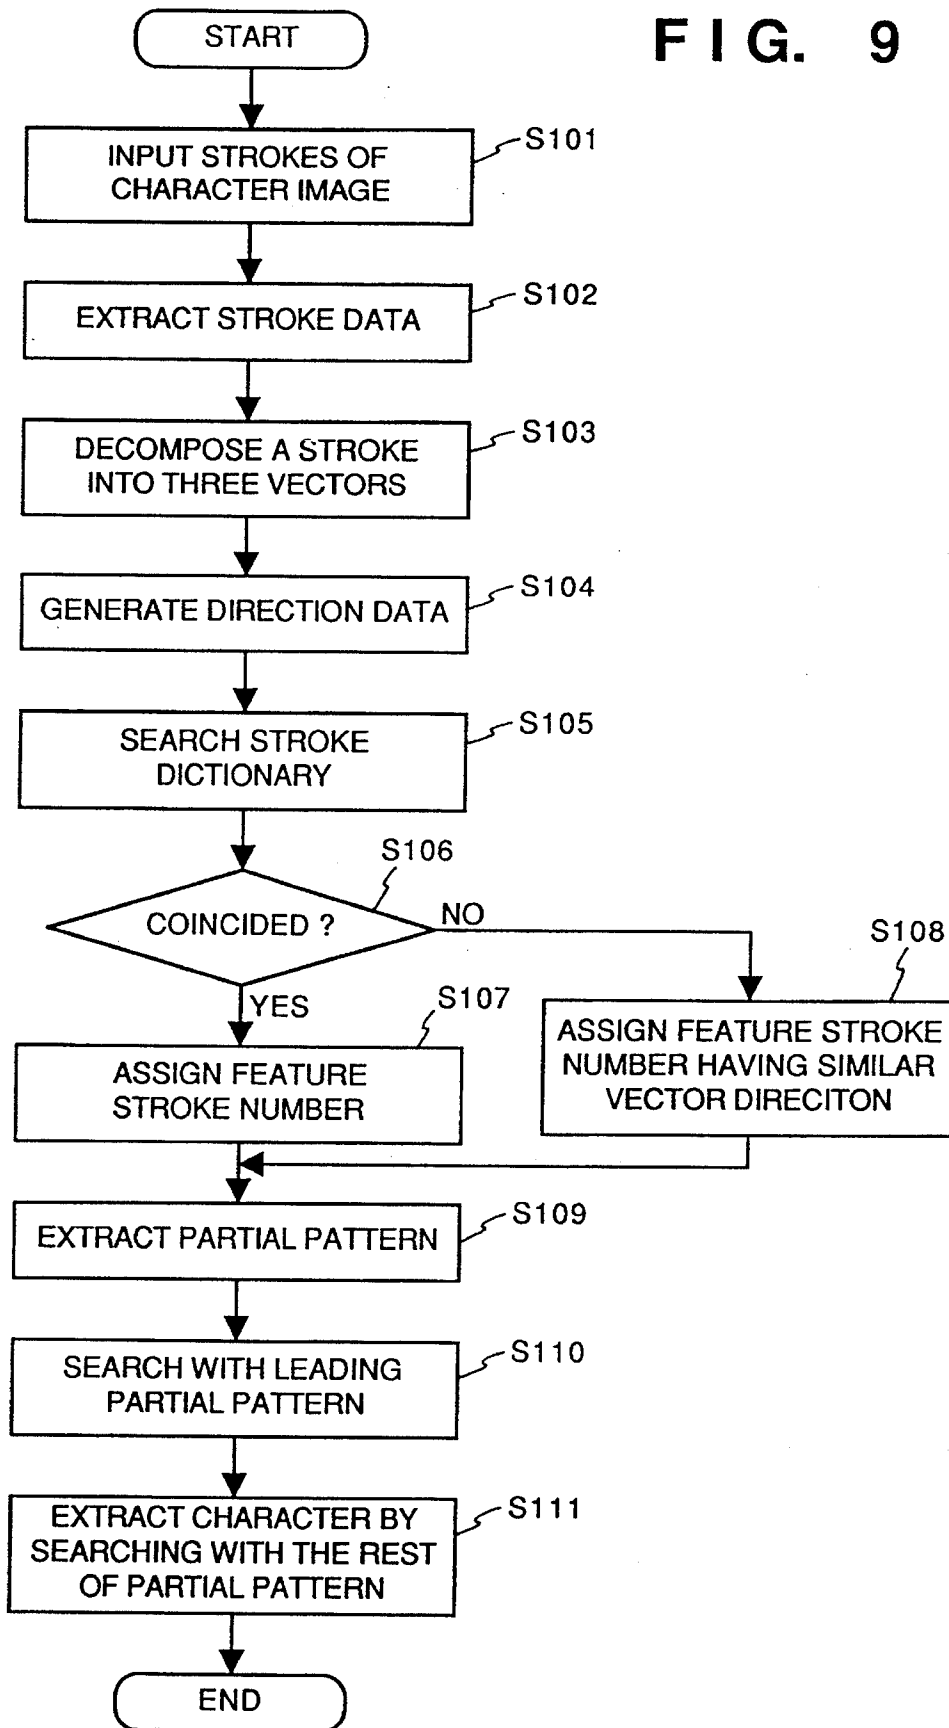 FIG. 9
START
S101
INPUT STROKES OF
CHARACTER IMAGE
S102
EXTRACT STROKE DATA
S103
DECOMPOSE A STROKE
INTO THREE VECTORS
S104
GENERATE DIRECTION DATA
S105
SEARCH STROKE
DICTIONARY
S106
COINCIDED ?
NO
YES
S107
ASSIGN FEATURE
STROKE NUMBER
S108
ASSIGN FEATURE STROKE
NUMBER HAVING SIMILAR
VECTOR DIRECITON
S109
EXTRACT PARTIAL PATTERN
S110
SEARCH WITH LEADING
PARTIAL PATTERN
S111
EXTRACT CHARACTER BY
SEARCHING WITH THE REST
OF PARTIAL PATTERN
END